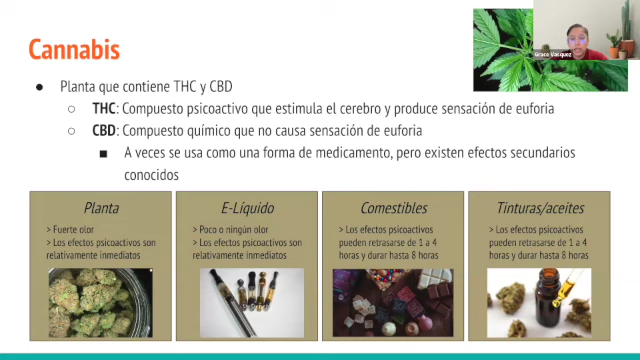 Cannabis
Grace Vasquez
● Planta que contiene THC y CBD
○ THC: Compuesto psicoactivo que estimula el cerebro y produce sensación de euforia
○ CBD: Compuesto químico que no causa sensación de euforia
■ A veces se usa como una forma de medicamento, pero existen efectos secundarios
conocidos
Planta
> Fuerte olor
> Los efectos psicoactivos son
relativamente inmediatos
E-Líquido
> Poco o ningún olor
> Los efectos psicoactivos son
relativamente inmediatos
Comestibles
> Los efectos psicoactivos
pueden retrasarse de 1 a 4
horas y durar hasta 8 horas
Tinturas/aceites
> Los efectos psicoactivos
pueden retrasarse de 1 a 4
horas y durar hasta 8 horas